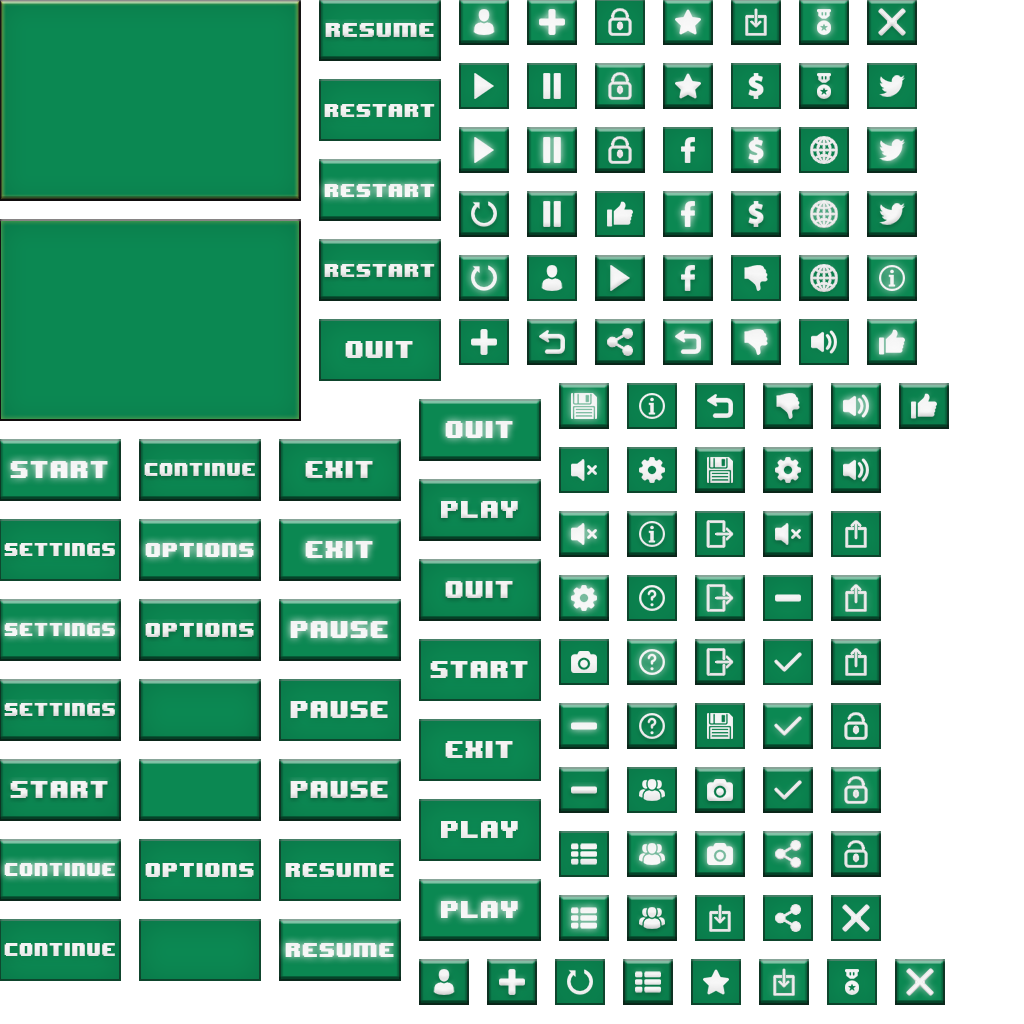 RESUME
RESTART
RESTART
RESTART
QUIT
QUIT
START
CONTINUE
EXIT
PLAY
SETTINGS
OPTIONS
EXIT
QUIT
SETTINGS
OPTIONS
PAUSE
START
SETTINGS
PAUSE
EXIT
START
PAUSE
PLAY
CONTINUE
OPTIONS
RESUME
PLAY
CONTINUE
RESUME